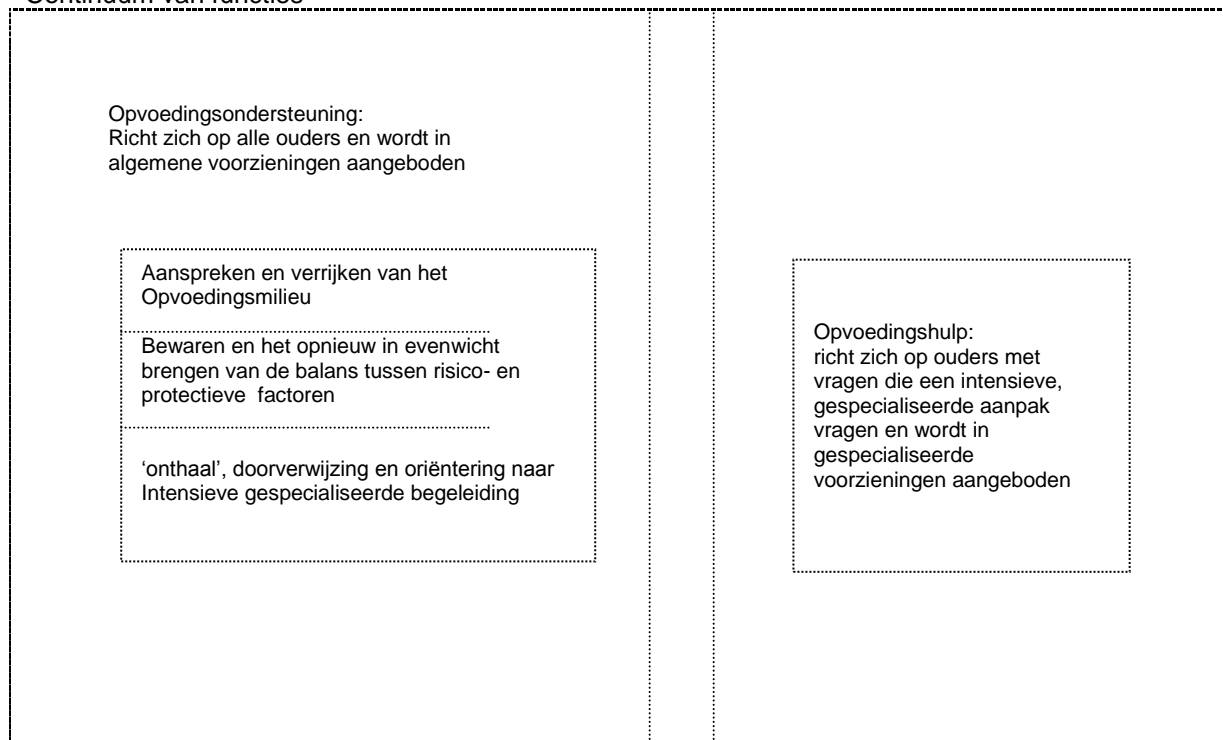 Continuüm van functies
Opvoedingsondersteuning:
Richt zich op alle ouders en wordt in
algemene voorzieningen aangeboden
Aanspreken en verrijken van het
Opvoedingsmilieu
Bewaren en het opnieuw in evenwicht
brengen van de balans tussen risico- en
protectieve factoren
‘onthaal’, doorverwijzing en oriëntering naar
Intensieve gespecialiseerde begeleiding
Opvoedingshulp:
richt zich op ouders met
vragen die een intensieve,
gespecialiseerde aanpak
vragen en wordt in
gespecialiseerde
voorzieningen aangeboden